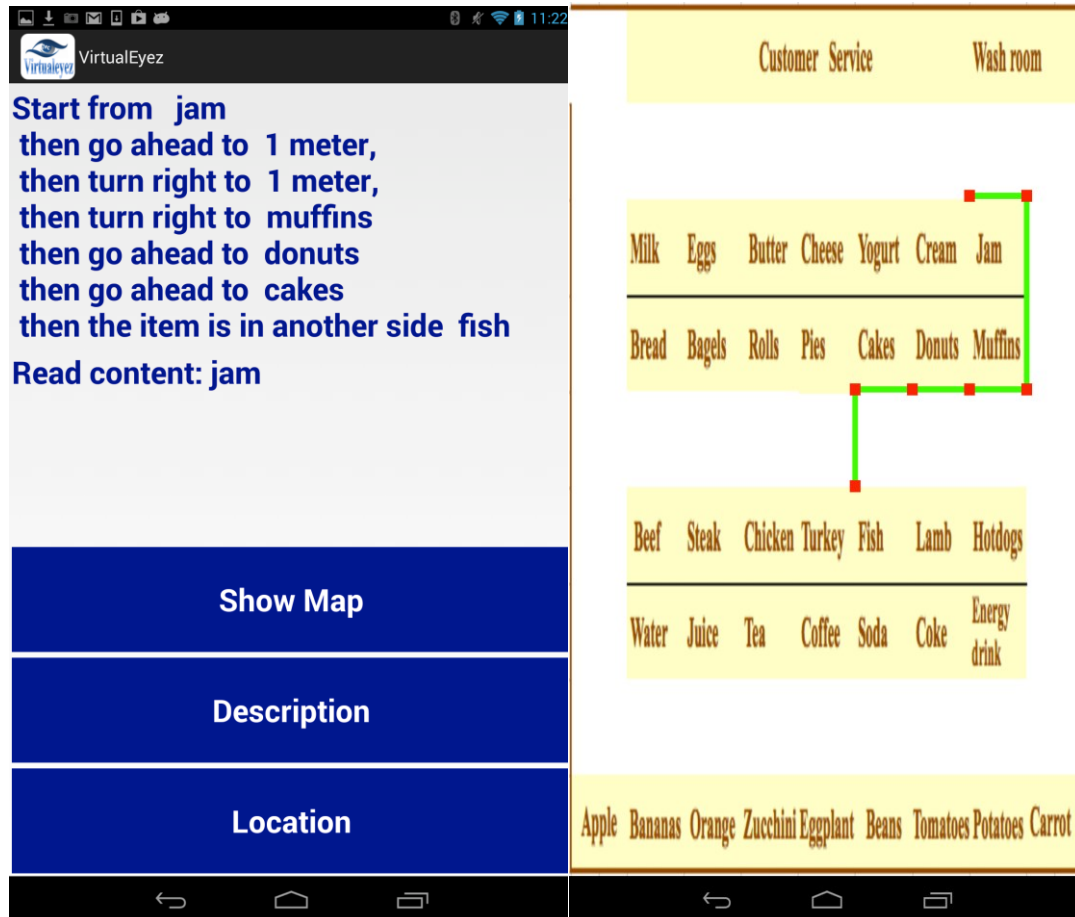 11:22
Virtualeyez
VirtualEyez
Start from jam
then go ahead to 1 meter,
then turn right to 1 meter,
then turn right to muffins
then go ahead to donuts
then go ahead to cakes
then the item is in another side fish
Read content: jam
Show Map
Description
Location
Customer Service Wash room
Milk Eggs Butter Cheese Yogurt Cream Jam
Bread Bagels Rolls Pies Cakes Donuts Muffins
Beef Steak Chicken Turkey Fish Lamb Hotdogs
Water Juice Tea Coffee Soda Coke Energy
drink
Apple Bananas Orange Zucchini Eggplant Beans Tomatoes Potatoes Carrot